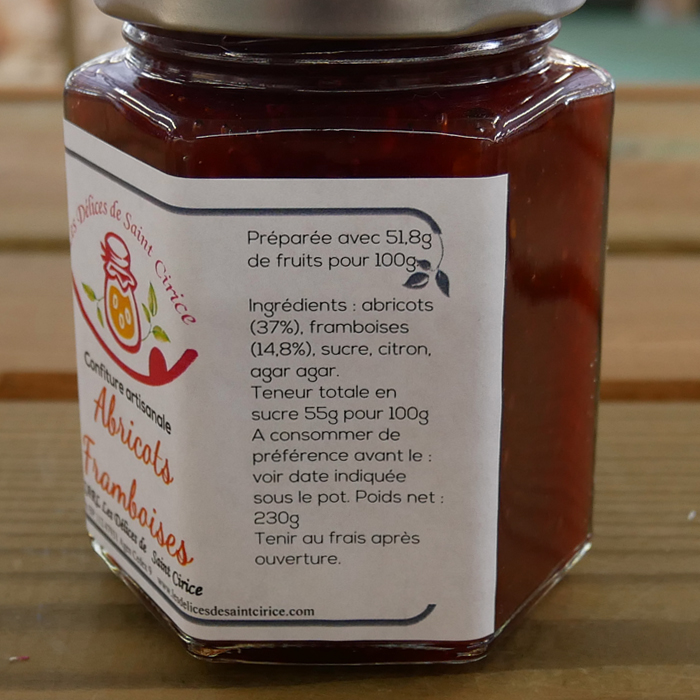 Les Délices de Saint Cirice
Confiture artisanale
Abricots
Framboises
Les Délices de Saint Cirice
www.lesdelicesdesaintcirice.com
Préparée avec 51,8g
de fruits pour 100g
Ingrédients : abricots
(37%), framboises
(14,8%), sucre, citron,
agar agar.
Teneur totale en
sucre 55g pour 100g
A consommer de
préférence avant le :
voir date indiquée
sous le pot. Poids net :
230g
Tenir au frais après
ouverture.